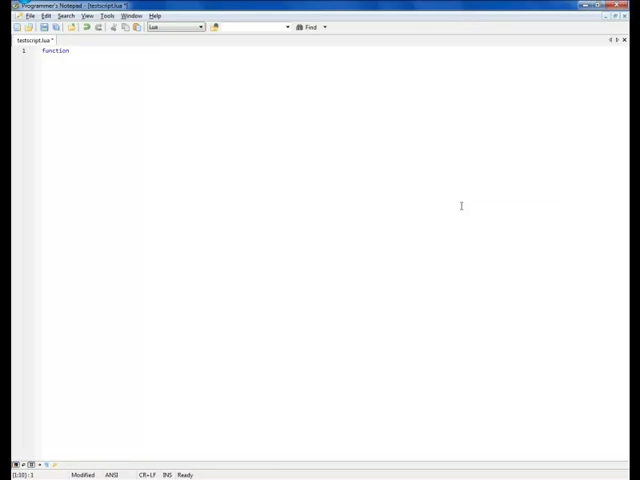 Programmer's Notepad - [testscript.lua *]
File Edit Search View Tools Window Help
Lua Find
testscript.lua *
1 function
Modified ANSI CR+LF INS Ready